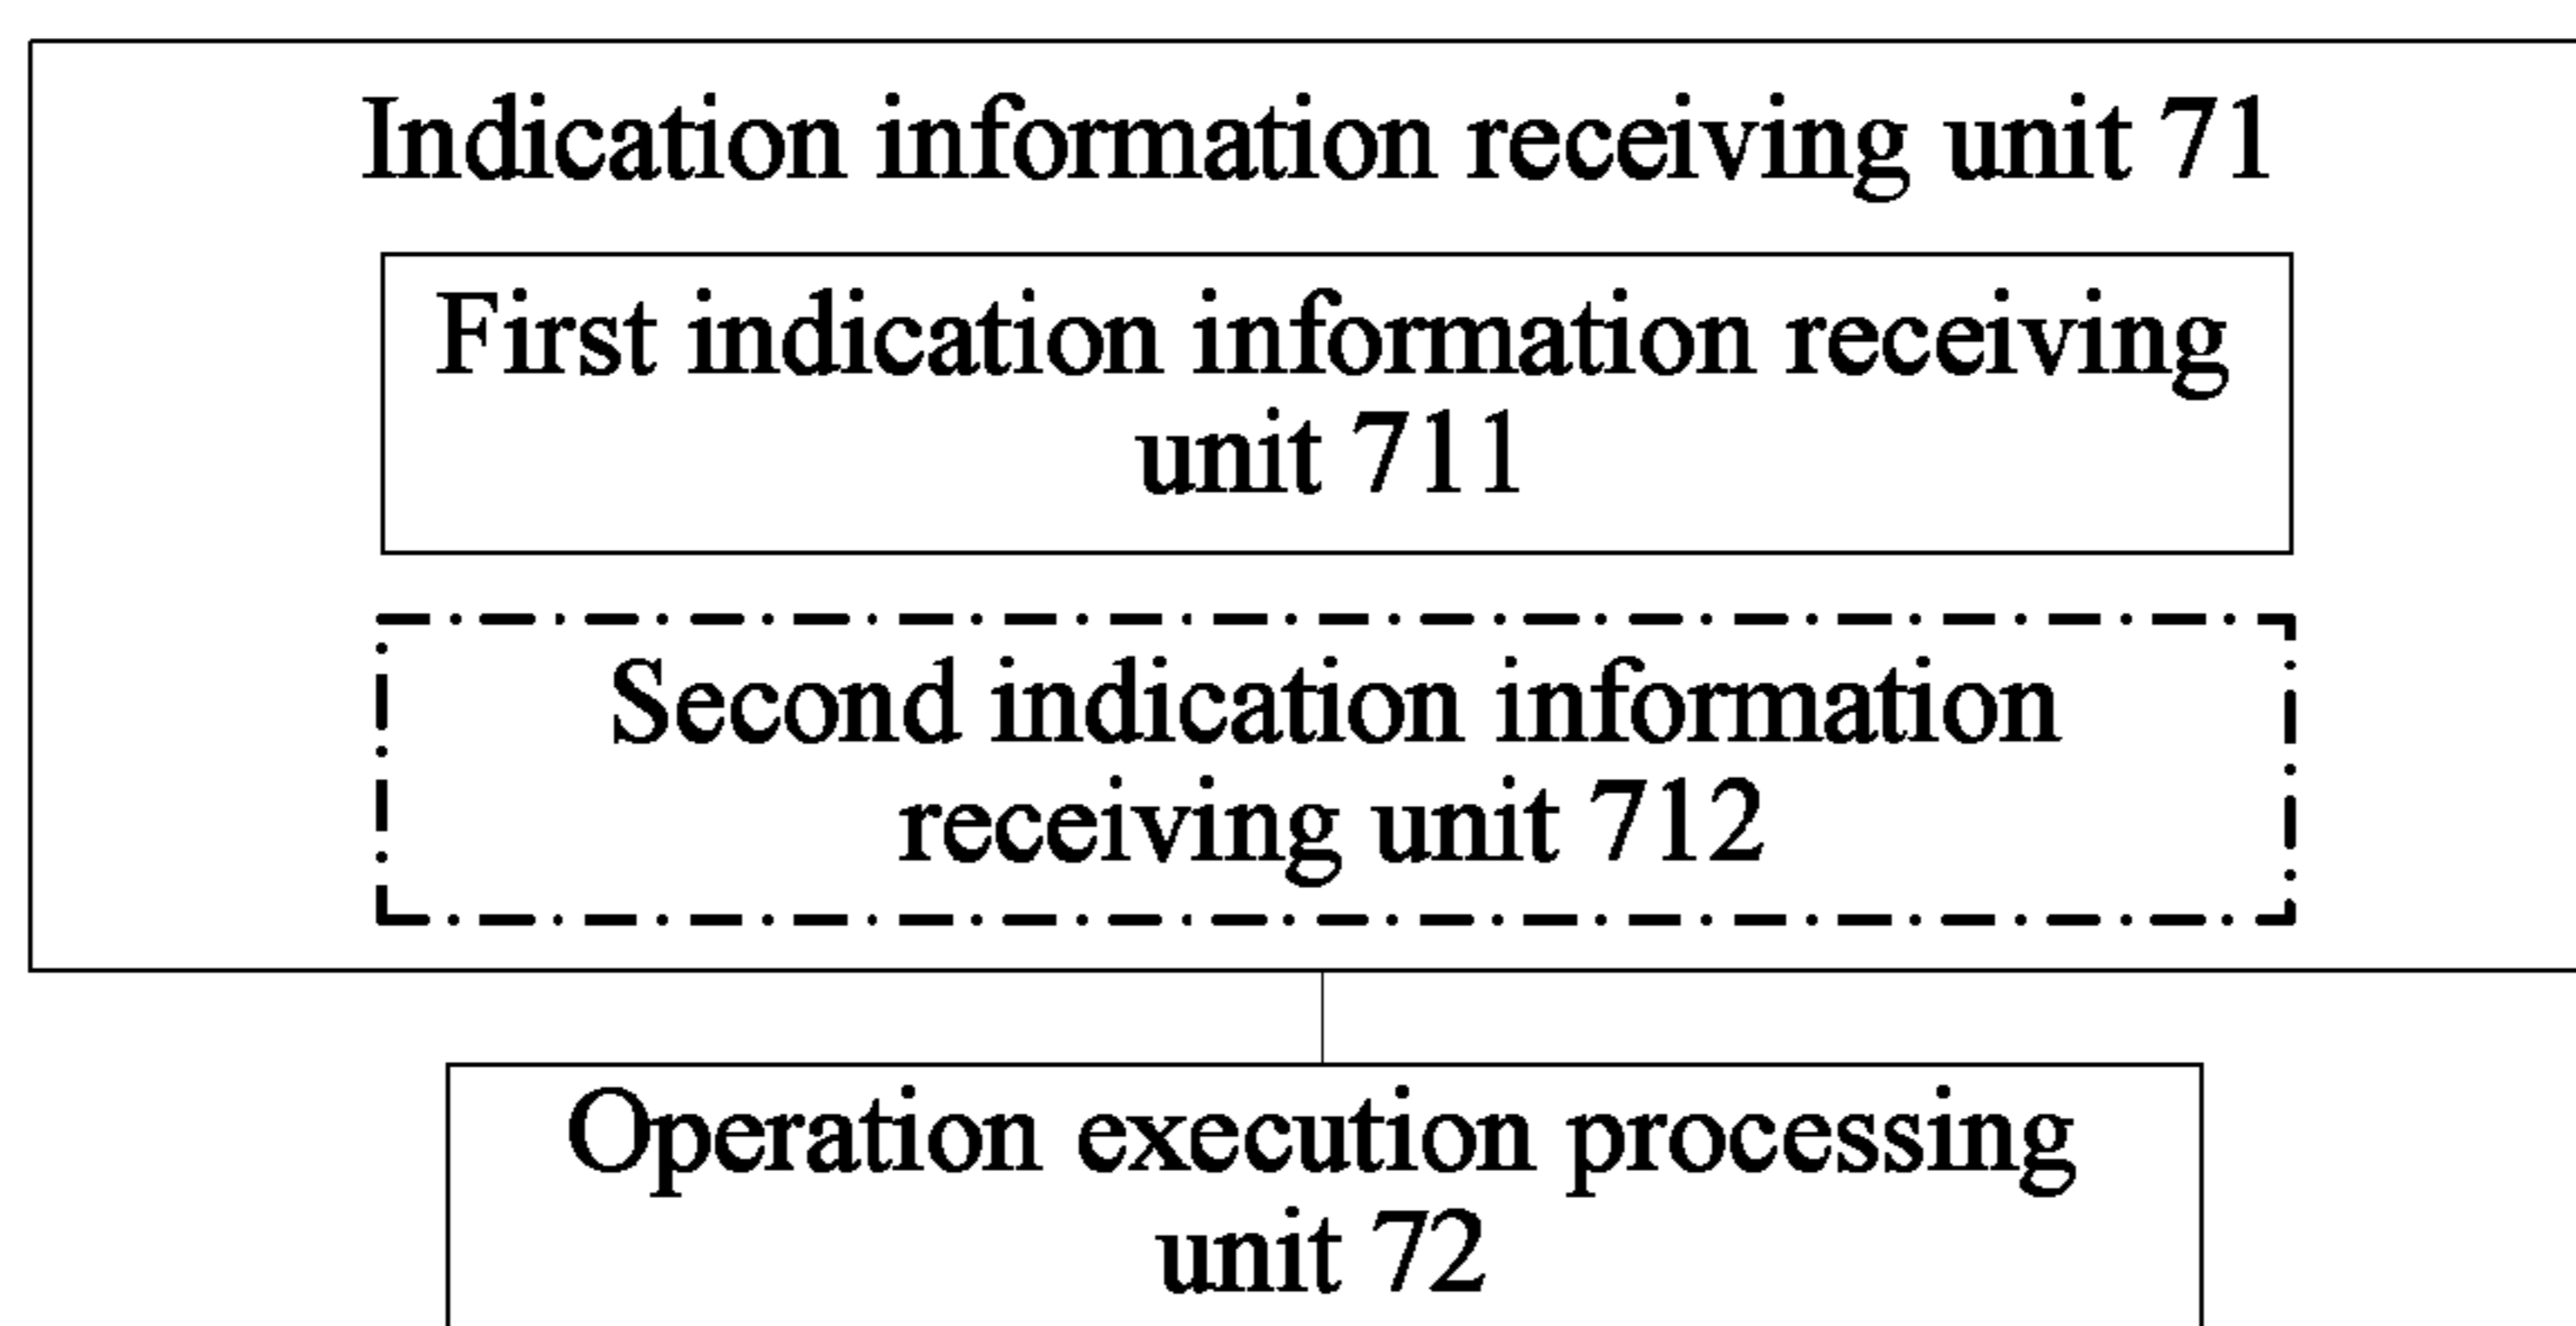 Indication information receiving unit 71
First indication information receiving
unit 711
Second indication information
receiving unit 712
Operation execution processing
unit 72